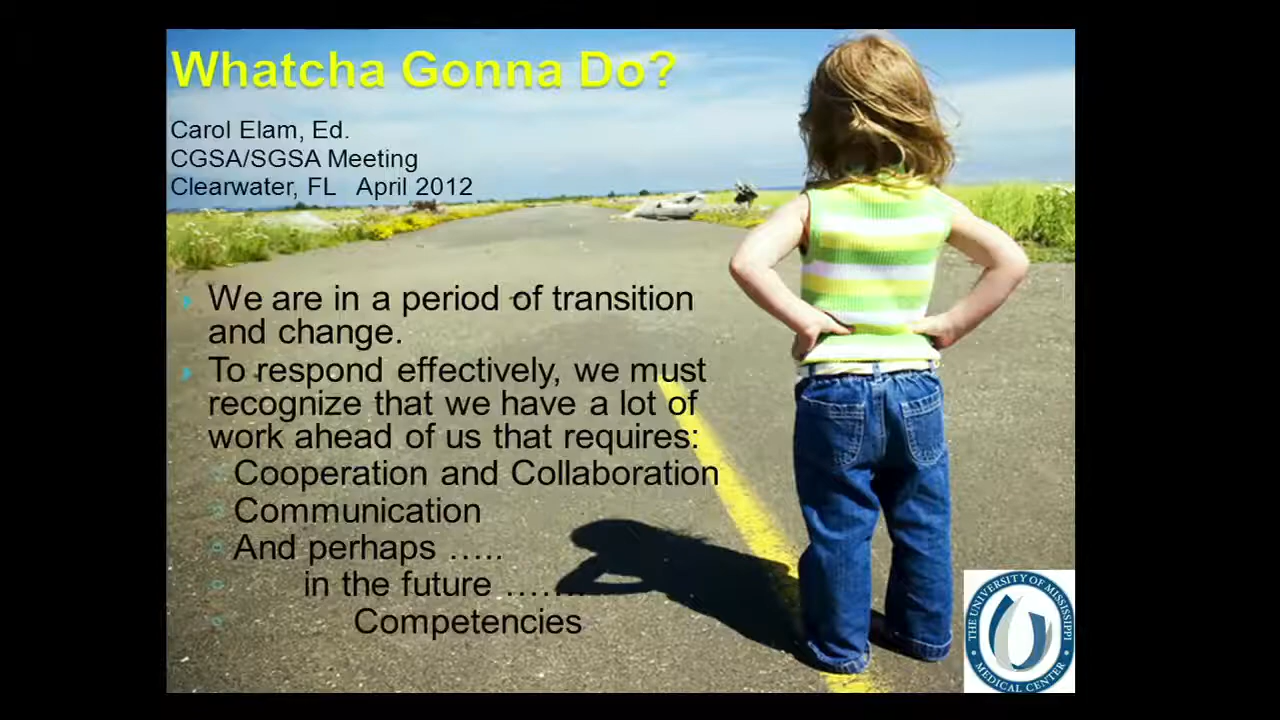 Whatcha Gonna Do?
Carol Elam, Ed.
CGSA/SGSA Meeting
Clearwater, FL April 2012
We are in a period of transition
and change.
To respond effectively, we must
recognize that we have a lot of
work ahead of us that requires:
Cooperation and Collaboration
Communication
And perhaps …..
in the future ……..
Competencies
THE UNIVERSITY OF MISSISSIPPI
MEDICAL CENTER